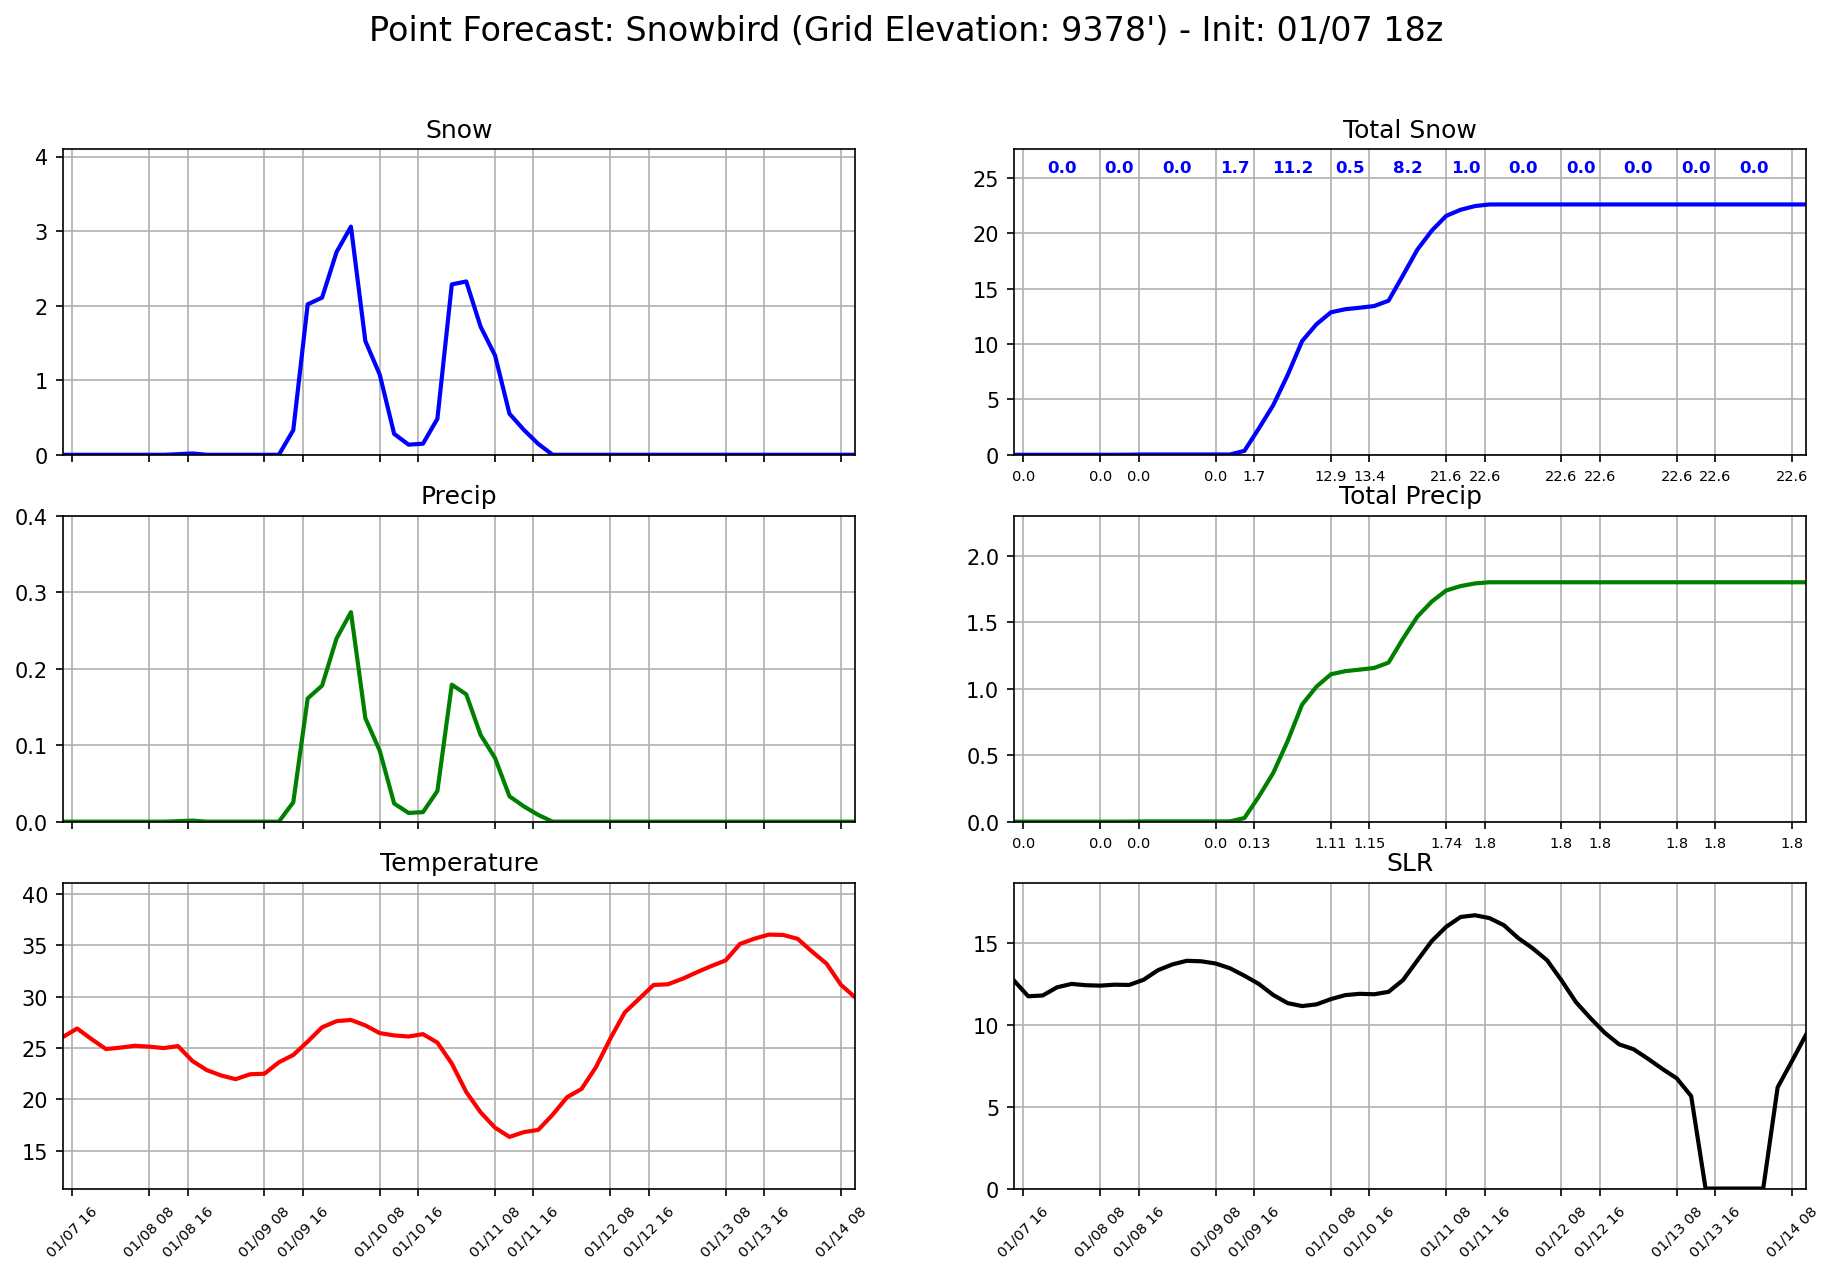 Point Forecast: Snowbird (Grid Elevation: 9378') - Init: 01/07 18z
Snow
4
3
2
1
0
Total Snow
0.0 0.0 0.0 1.7 11.2 0.5 8.2 1.0 0.0 0.0 0.0 0.0 0.0
25
20
15
10
5
0
0.0 0.0 0.0 0.0 1.7 12.9 13.4 21.6 22.6 22.6 22.6 22.6 22.6 22.6
Precip
0.4
0.3
0.2
0.1
0.0
Total Precip
2.0
1.5
1.0
0.5
0.0
0.0 0.0 0.0 0.0 0.13 1.11 1.15 1.74 1.8 1.8 1.8 1.8 1.8 1.8
Temperature
40
35
30
25
20
15
01/07 16 01/08 08 01/08 16 01/09 08 01/09 16 01/10 08 01/10 16 01/11 08 01/11 16 01/12 08 01/12 16 01/13 08 01/13 16 01/14 08
SLR
15
10
5
0
01/07 16 01/08 08 01/08 16 01/09 08 01/09 16 01/10 08 01/10 16 01/11 08 01/11 16 01/12 08 01/12 16 01/13 08 01/13 16 01/14 08